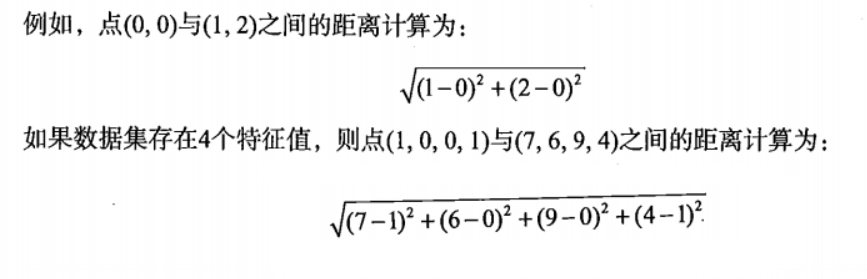 例如，点(0, 0)与(1, 2)之间的距离计算为：
√(1−0)² + (2−0)²
如果数据集存在4个特征值，则点(1, 0, 0, 1)与(7, 6, 9, 4)之间的距离计算为：
√(7−1)² + (6−0)² + (9−0)² + (4−1)²